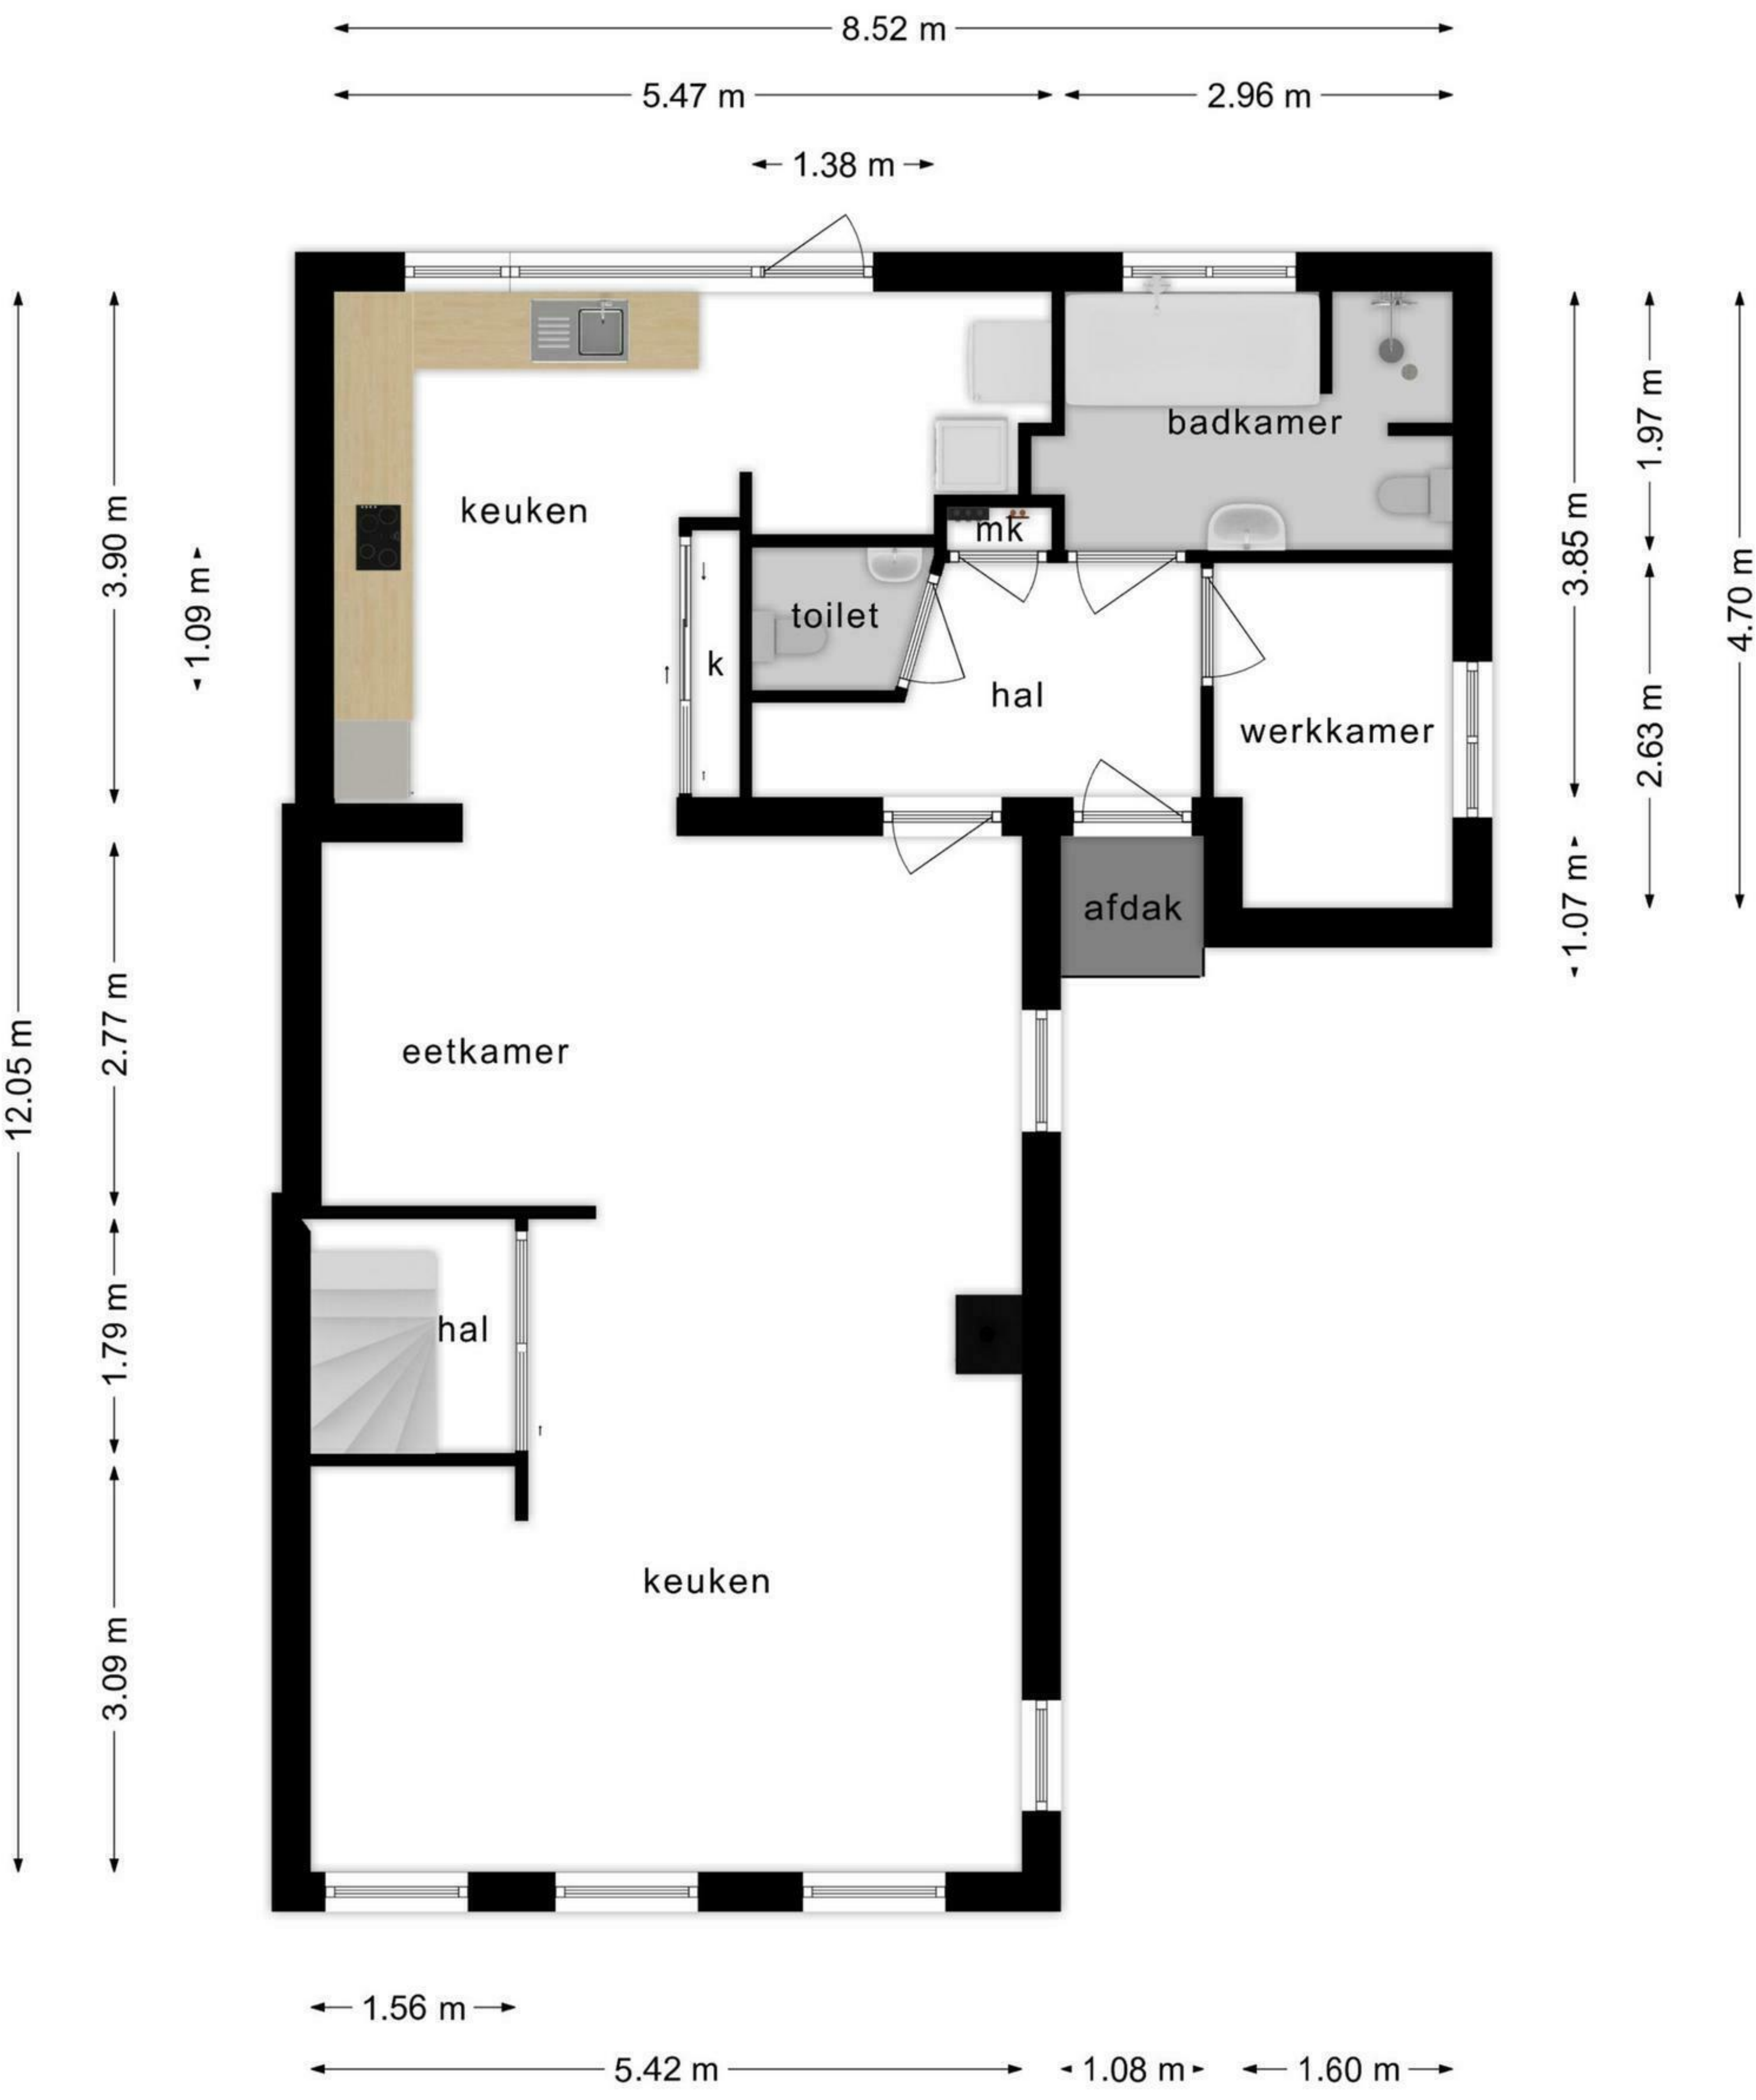 8.52 m
5.47 m
2.96 m
1.38 m
badkamer
keuken
mk
toilet
k
hal
werkkamer
afdak
eetkamer
hal
keuken
12.05 m
3.90 m
1.09 m
2.77 m
1.79 m
3.09 m
3.85 m
1.97 m
4.70 m
2.63 m
1.07 m
1.56 m
5.42 m
1.08 m
1.60 m